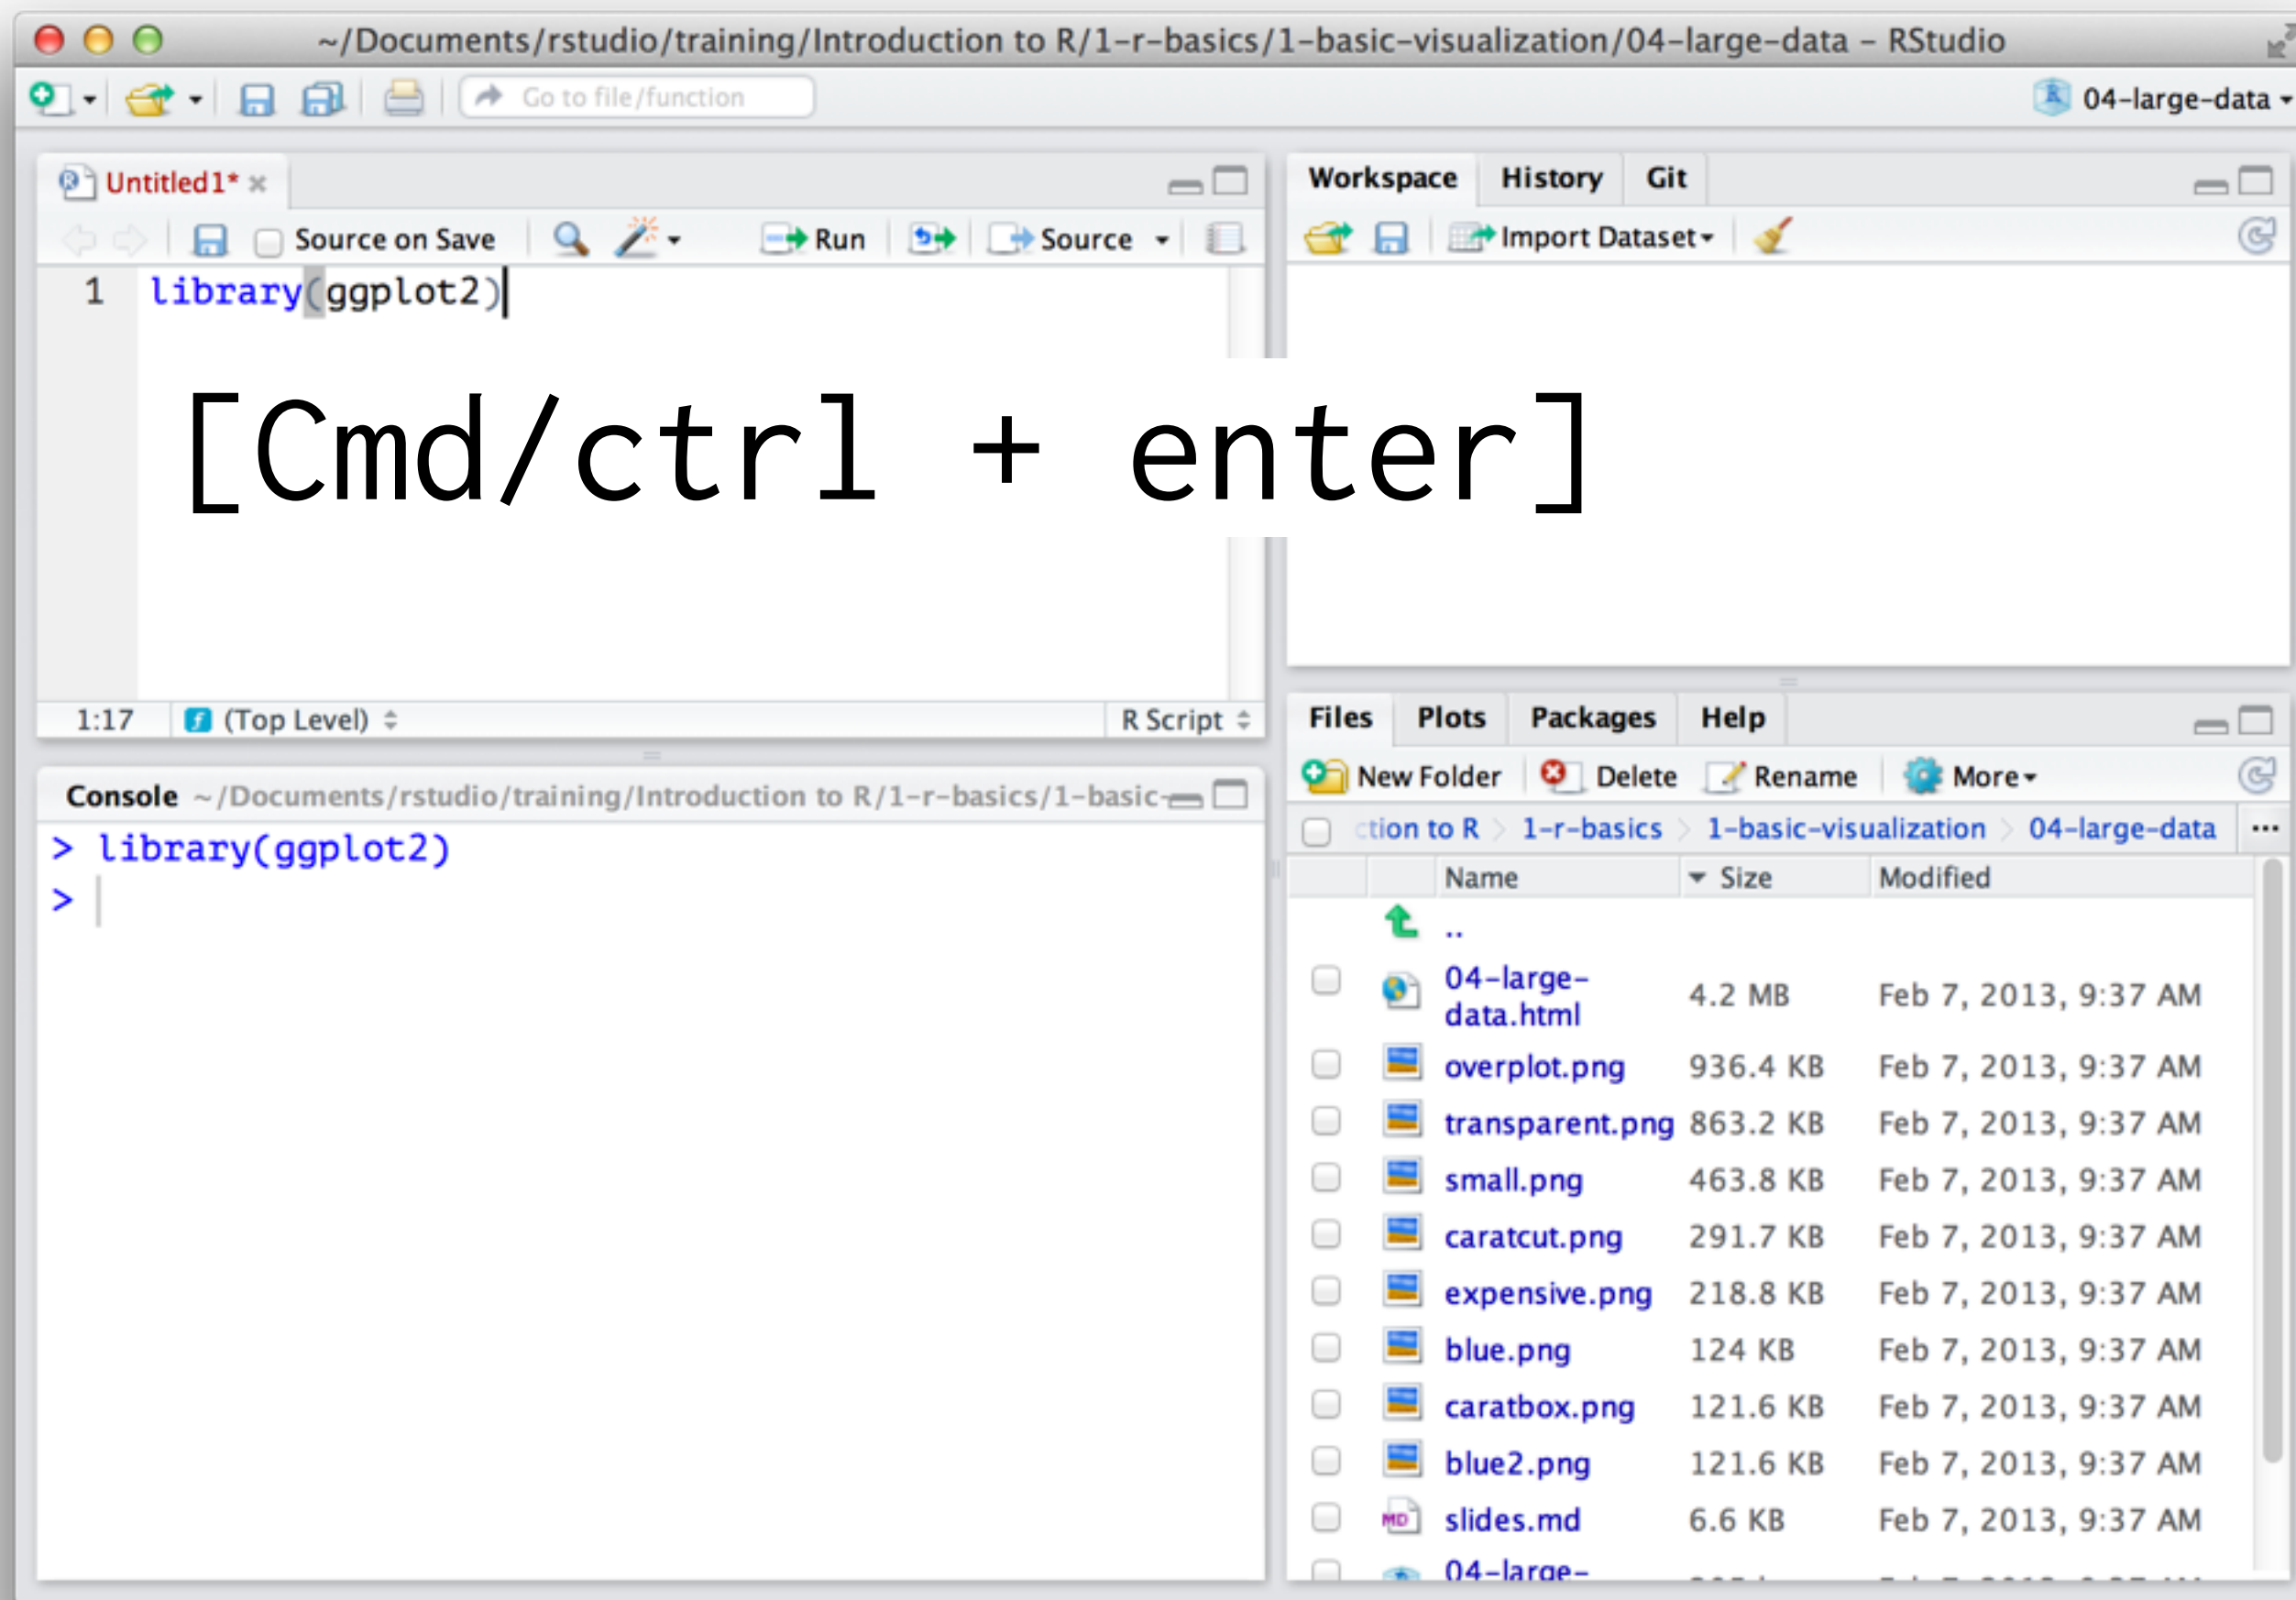 ~/Documents/rstudio/training/Introduction to R/1-r-basics/1-basic-visualization/04-large-data – RStudio
Go to file/function
04-large-data
Untitled1*
Source on Save Run Source
1 library(ggplot2)
[Cmd/ctrl + enter]
1:17 (Top Level) R Script
Console ~/Documents/rstudio/training/Introduction to R/1-r-basics/1-basic-
> library(ggplot2)
>
Workspace History Git
Import Dataset
Files Plots Packages Help
New Folder Delete Rename More
ction to R 1-r-basics 1-basic-visualization 04-large-data ...
Name Size Modified
..
04-large-
data.html 4.2 MB Feb 7, 2013, 9:37 AM
overplot.png 936.4 KB Feb 7, 2013, 9:37 AM
transparent.png 863.2 KB Feb 7, 2013, 9:37 AM
small.png 463.8 KB Feb 7, 2013, 9:37 AM
caratcut.png 291.7 KB Feb 7, 2013, 9:37 AM
expensive.png 218.8 KB Feb 7, 2013, 9:37 AM
blue.png 124 KB Feb 7, 2013, 9:37 AM
caratbox.png 121.6 KB Feb 7, 2013, 9:37 AM
blue2.png 121.6 KB Feb 7, 2013, 9:37 AM
MD slides.md 6.6 KB Feb 7, 2013, 9:37 AM
04-large-